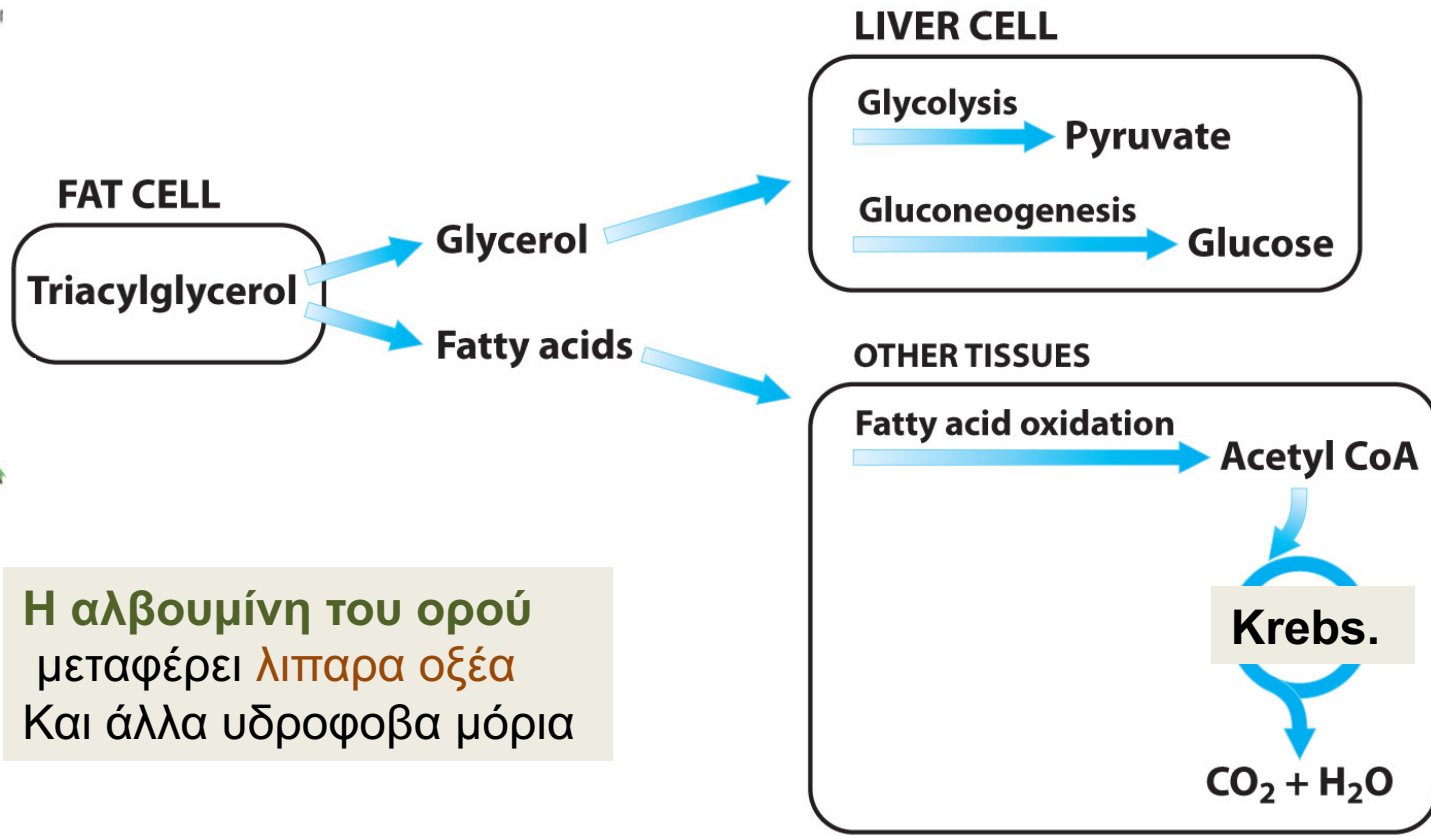 LIVER CELL
Glycolysis
Pyruvate
Gluconeogenesis
Glucose
FAT CELL
Triacylglycerol
Glycerol
Fatty acids
OTHER TISSUES
Fatty acid oxidation
Acetyl CoA
Krebs.
CO₂ + H₂O
Η αλβουμίνη του ορού
μεταφέρει λιπαρα οξέα
Και άλλα υδροφοβα μόρια